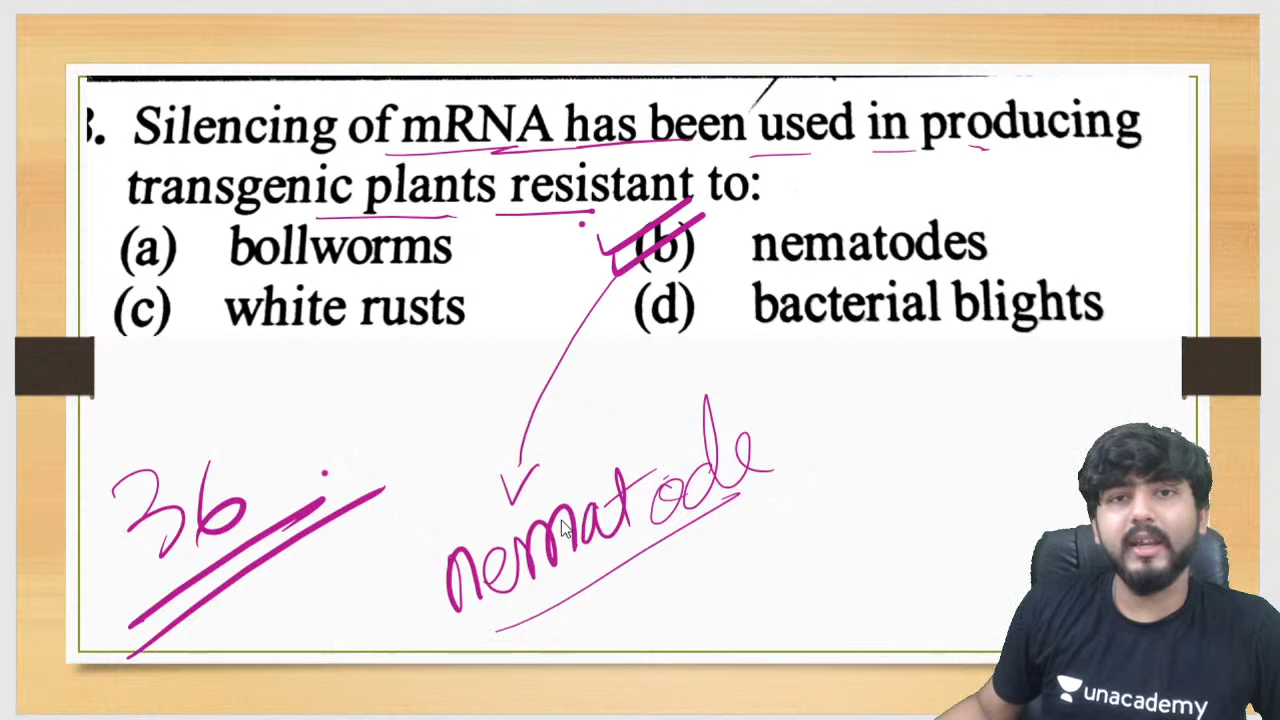 3. Silencing of mRNA has been used in producing
transgenic plants resistant to:
(a) bollworms (b) nematodes
(c) white rusts (d) bacterial blights
36
nematode
unacademy